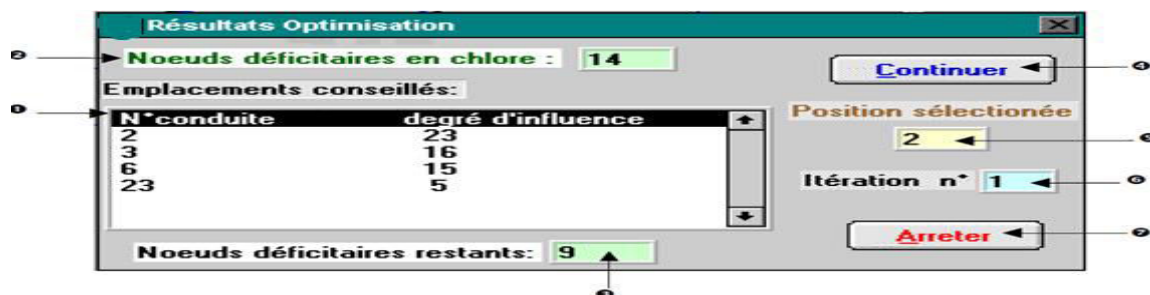 Résultats Optimisation
Noeuds déficitaires en chlore : 14
Continuer
Emplacements conseillés:
N°conduite degré d'influence
2 23
3 16
6 15
23 5
Position sélectionée
2
Itération n° 1
Arreter
Noeuds déficitaires restants: 9